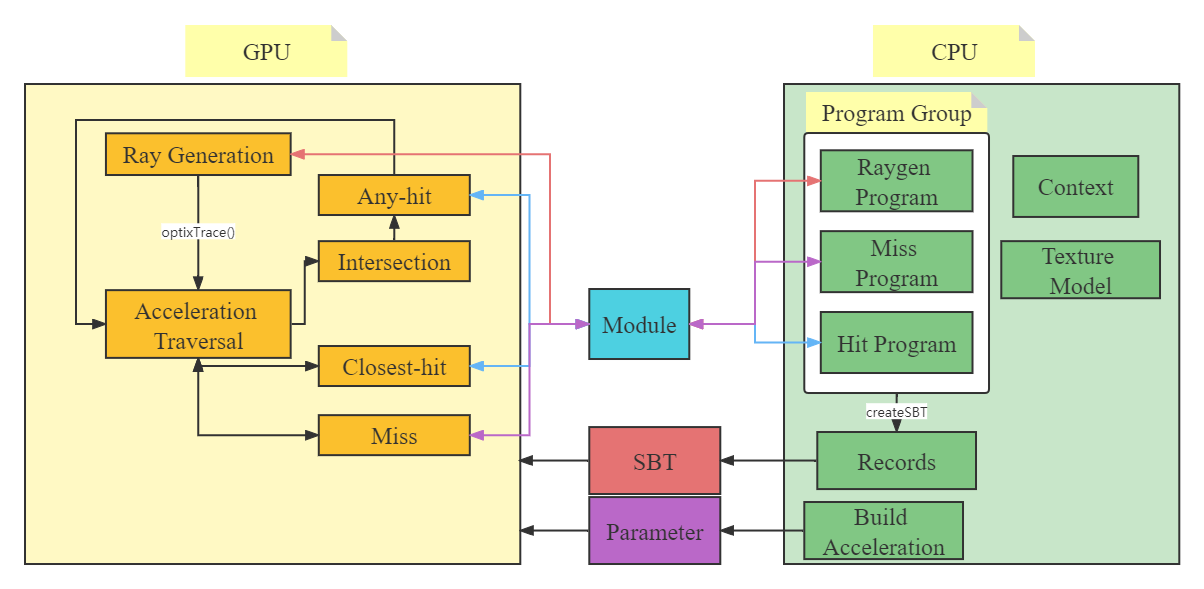 GPU
CPU
Program Group
Ray Generation
Any-hit
optixTrace()
Intersection
Acceleration
Traversal
Closest-hit
Miss
Module
SBT
Parameter
Raygen
Program
Miss
Program
Hit Program
createSBT
Records
Build
Acceleration
Context
Texture
Model